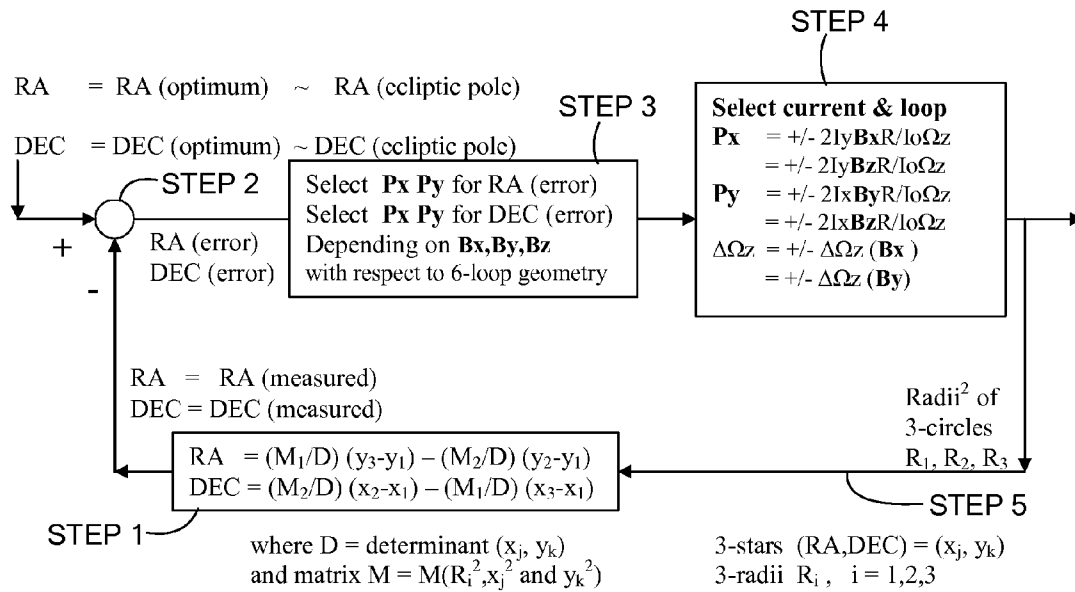 STEP 4
RA = RA (optimum) ~ RA (ecliptic pole)
DEC = DEC (optimum) ~ DEC (ecliptic pole)
STEP 3
STEP 2
+
-
RA (error)
DEC (error)
Select Px Py for RA (error)
Select Px Py for DEC (error)
Depending on Bx,By,Bz
with respect to 6-loop geometry
Select current & loop
Px = +/- 2IyBxR/IoΩz
= +/- 2IyBzR/IoΩz
Py = +/- 2IxByR/IoΩz
= +/- 2IxBzR/IoΩz
ΔΩz = +/- ΔΩz (Bx )
= +/- ΔΩz (By)
RA = RA (measured)
DEC = DEC (measured)
Radii² of
3-circles
R₁, R₂, R₃
RA = (M₁/D) (y₃-y₁) – (M₂/D) (y₂-y₁)
DEC = (M₂/D) (x₂-x₁) – (M₁/D) (x₃-x₁)
STEP 1
STEP 5
where D = determinant (xⱼ, yₖ)
and matrix M = M(Rᵢ²,xⱼ² and yₖ²)
3-stars (RA,DEC) = (xⱼ, yₖ)
3-radii Rᵢ , i = 1,2,3